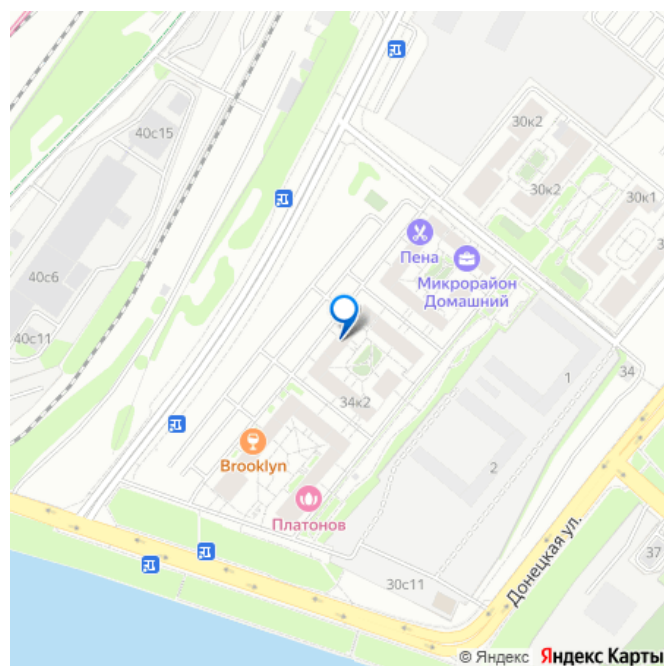 40с15
30к2
30к2
30к1
Пена
Микрорайон
Домашний
40с6
40с11
34
1
34к2
Brooklyn
2
Платонов
Донецкая ул.
37
30с11
© Яндекс Яндекс Карты